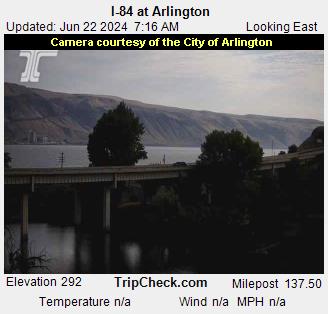 I-84 at Arlington
Updated: Jun 22 2024 7:16 AM Looking East
Camera courtesy of the City of Arlington
Elevation 292 TripCheck.com Milepost 137.50
Temperature n/a Wind n/a MPH n/a